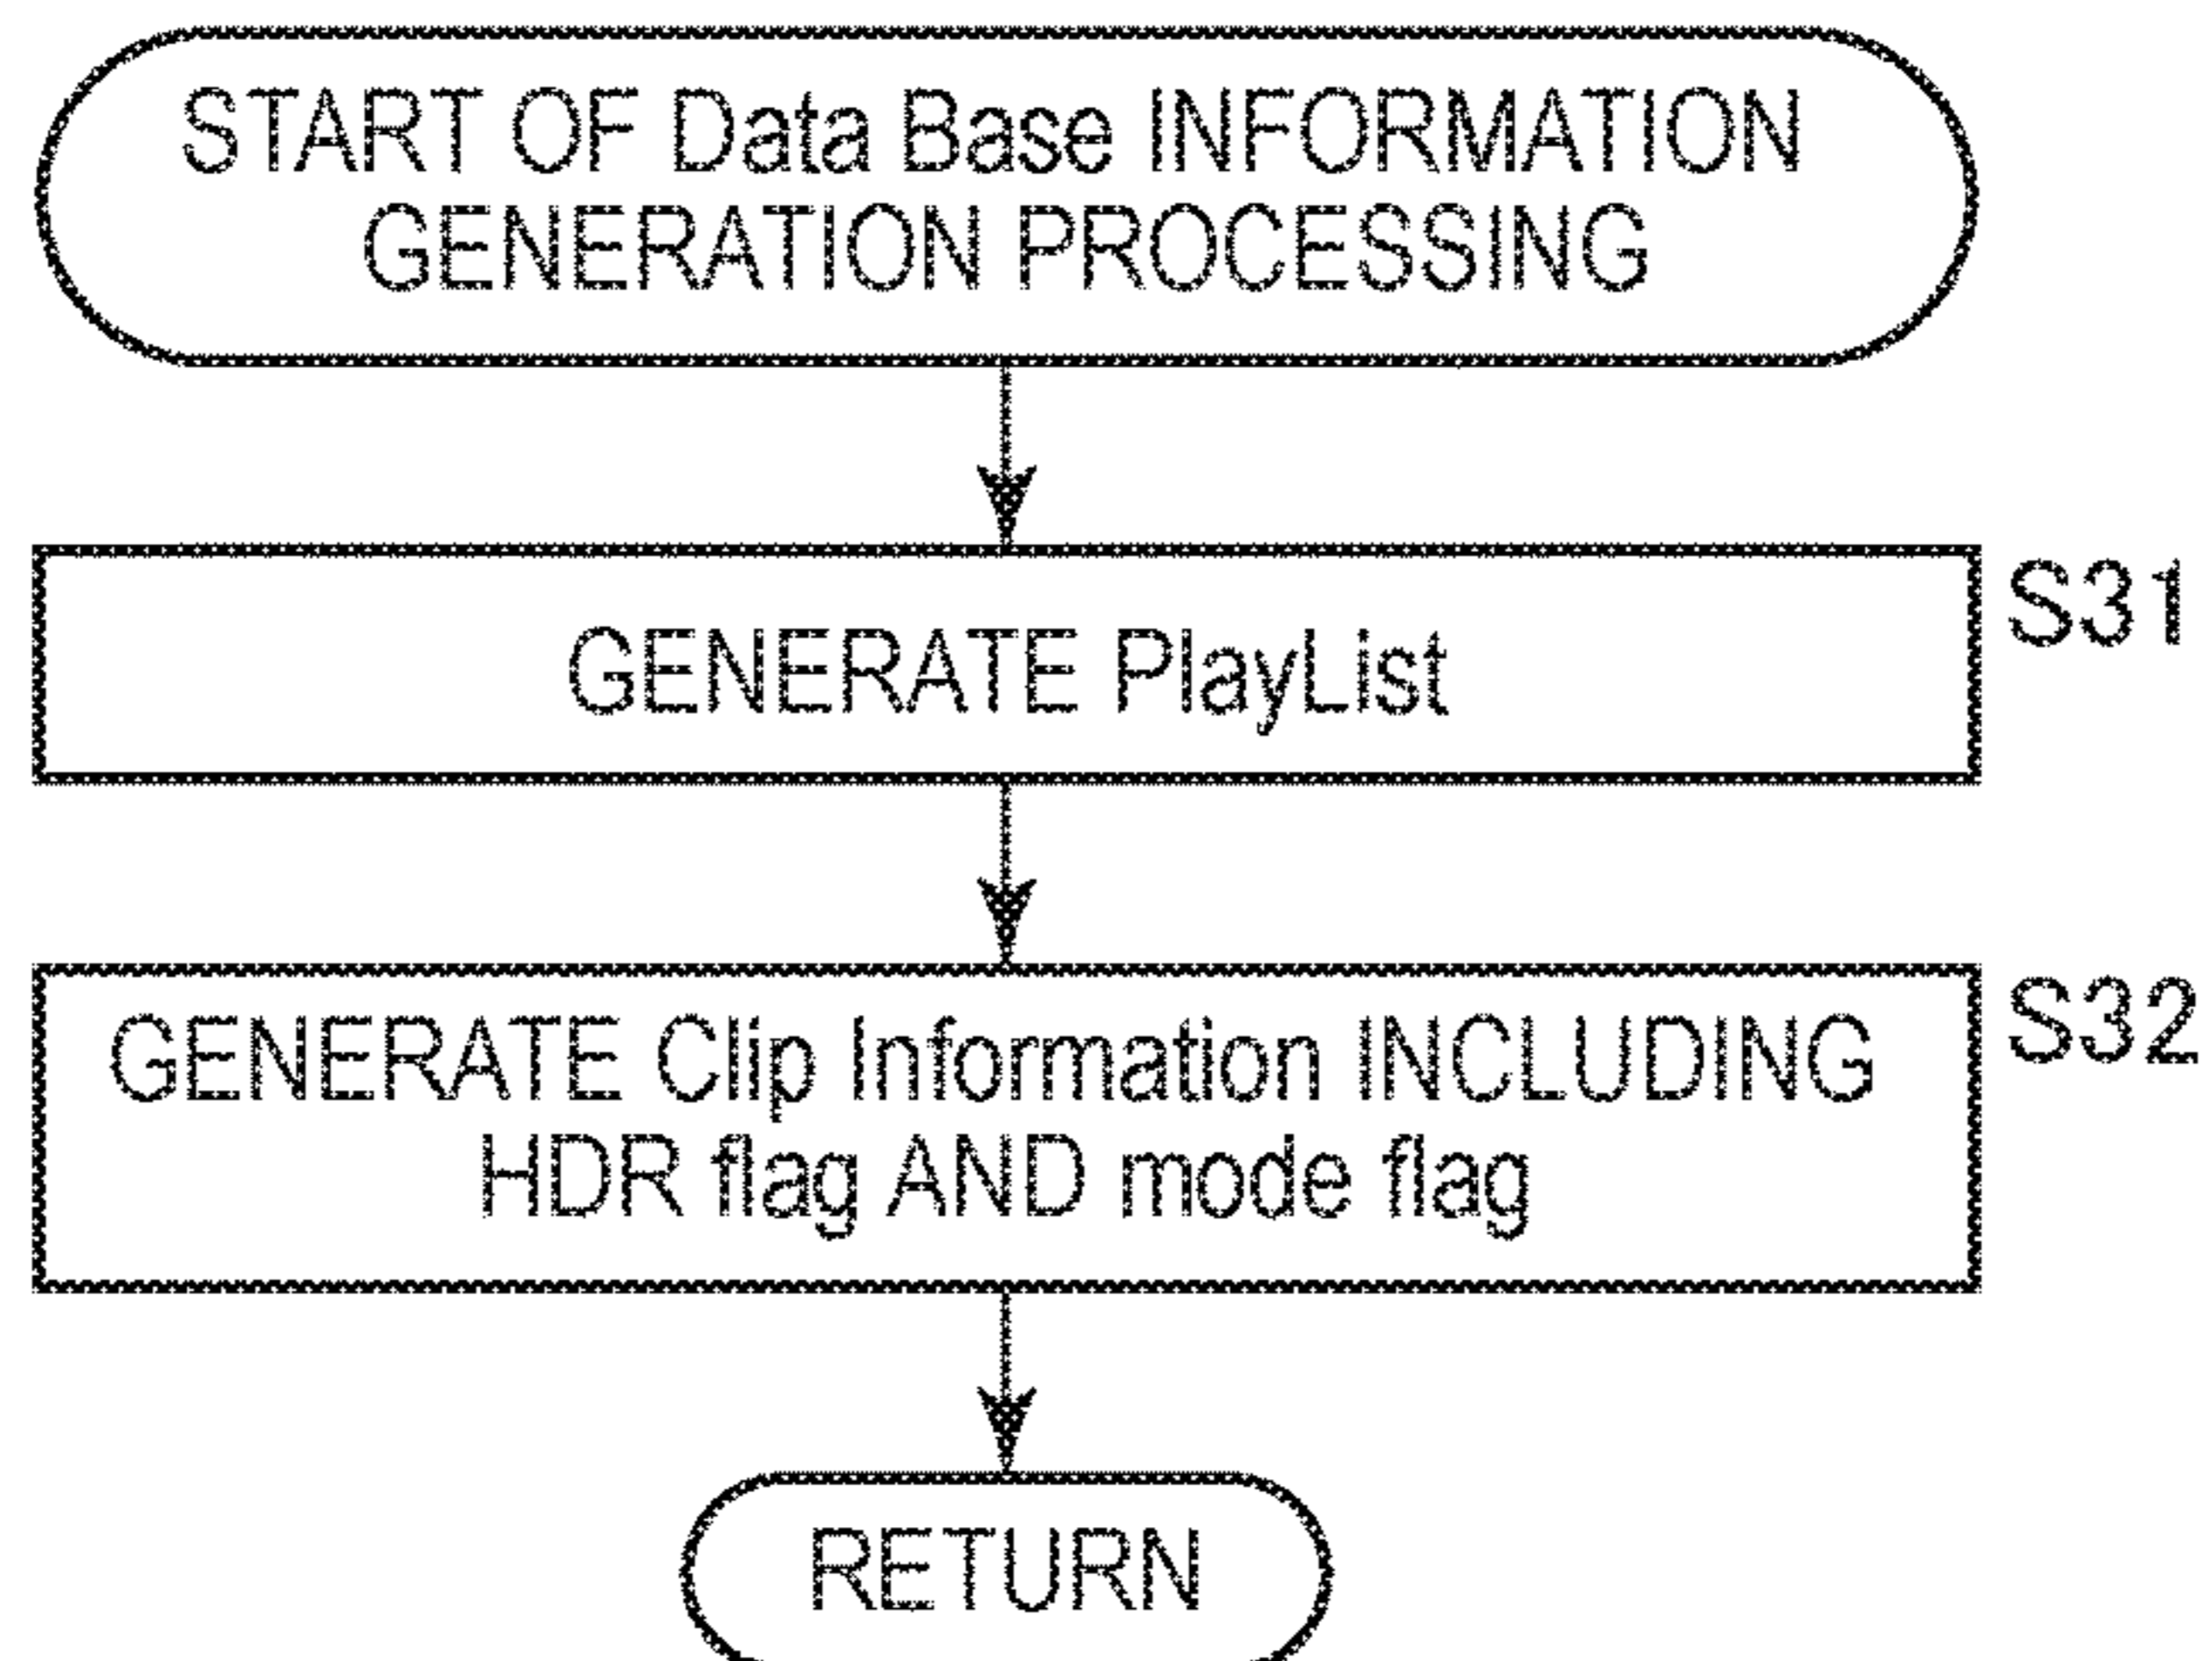 START OF Data Base INFORMATION
GENERATION PROCESSING
S31
GENERATE PlayList
S32
GENERATE Clip Information INCLUDING
HDR flag AND mode flag
RETURN